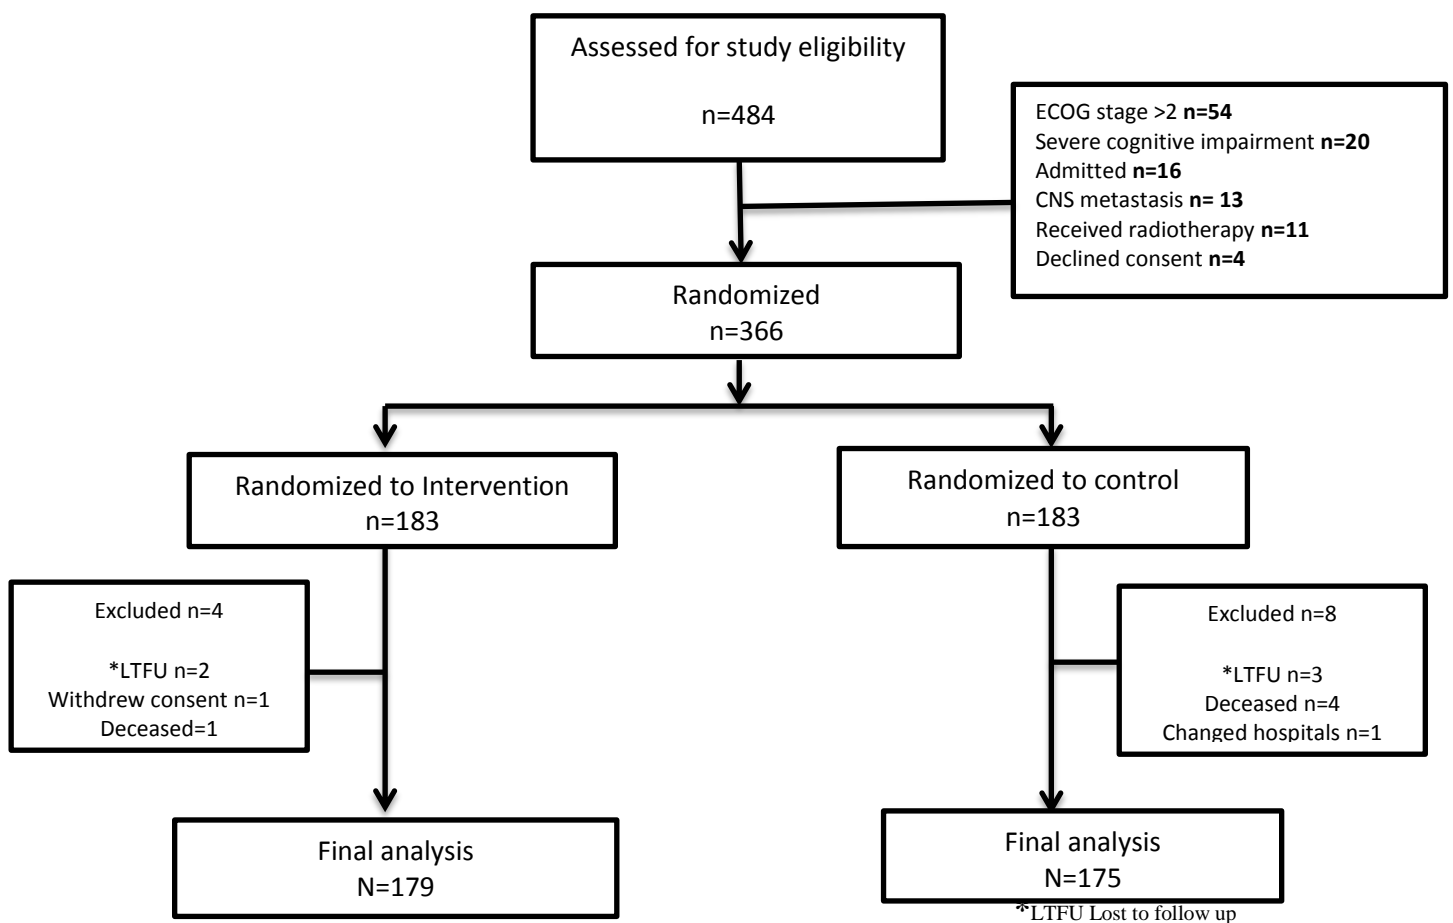 Assessed for study eligibility
n=484
ECOG stage >2 n=54
Severe cognitive impairment n=20
Admitted n=16
CNS metastasis n= 13
Received radiotherapy n=11
Declined consent n=4
Randomized
n=366
Randomized to Intervention
n=183
Randomized to control
n=183
Excluded n=4
*LTFU n=2
Withdrew consent n=1
Deceased=1
Excluded n=8
*LTFU n=3
Deceased n=4
Changed hospitals n=1
Final analysis
N=179
Final analysis
N=175
*LTFU Lost to follow up